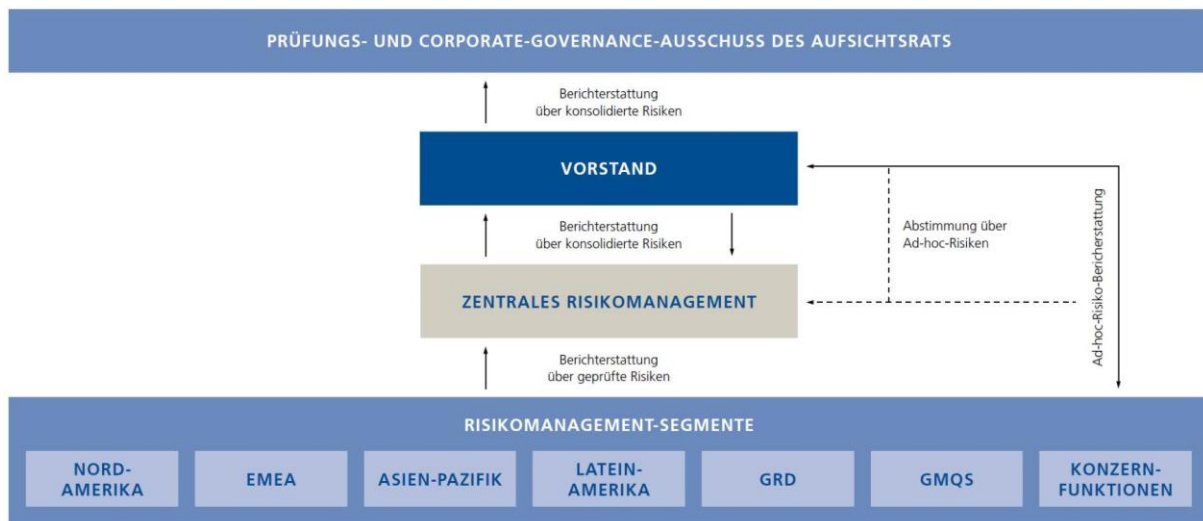 PRÜFUNGS- UND CORPORATE-GOVERNANCE-AUSSCHUSS DES AUFSICHTSRATS
Berichterstattung
über konsolidierte Risiken
VORSTAND
Berichterstattung
über konsolidierte Risiken
Abstimmung über
Ad-hoc-Risiken
Ad-hoc-Risiko-Berichterstattung
ZENTRALES RISIKOMANAGEMENT
Berichterstattung
über geprüfte Risiken
RISIKOMANAGEMENT-SEGMENTE
NORD-
AMERIKA
EMEA
ASIEN-PAZIFIK
LATEIN-
AMERIKA
GRD
GMQS
KONZERN-
FUNKTIONEN